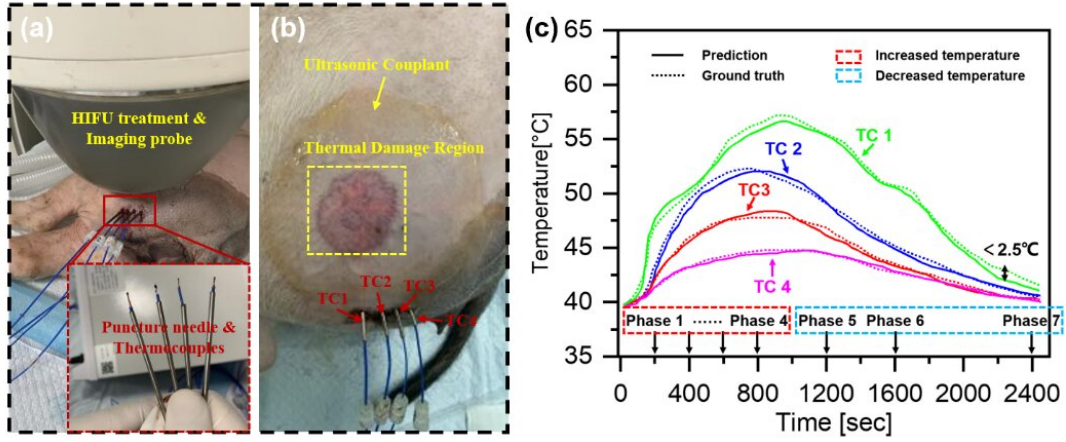 (a)
HIFU treatment &
Imaging probe
Puncture needle &
Thermocouples
(b)
Ultrasonic Couplant
Thermal Damage Region
TC1
TC2
TC3
TC4
(c)
65
60
55
50
45
40
35
Temperature[°C]
Prediction
Ground truth
Increased temperature
Decreased temperature
TC 1
TC 2
TC3
TC 4
＜2.5℃
Phase 1 ...... Phase 4
Phase 5 Phase 6 Phase 7
0 400 800 1200 1600 2000 2400
Time [sec]